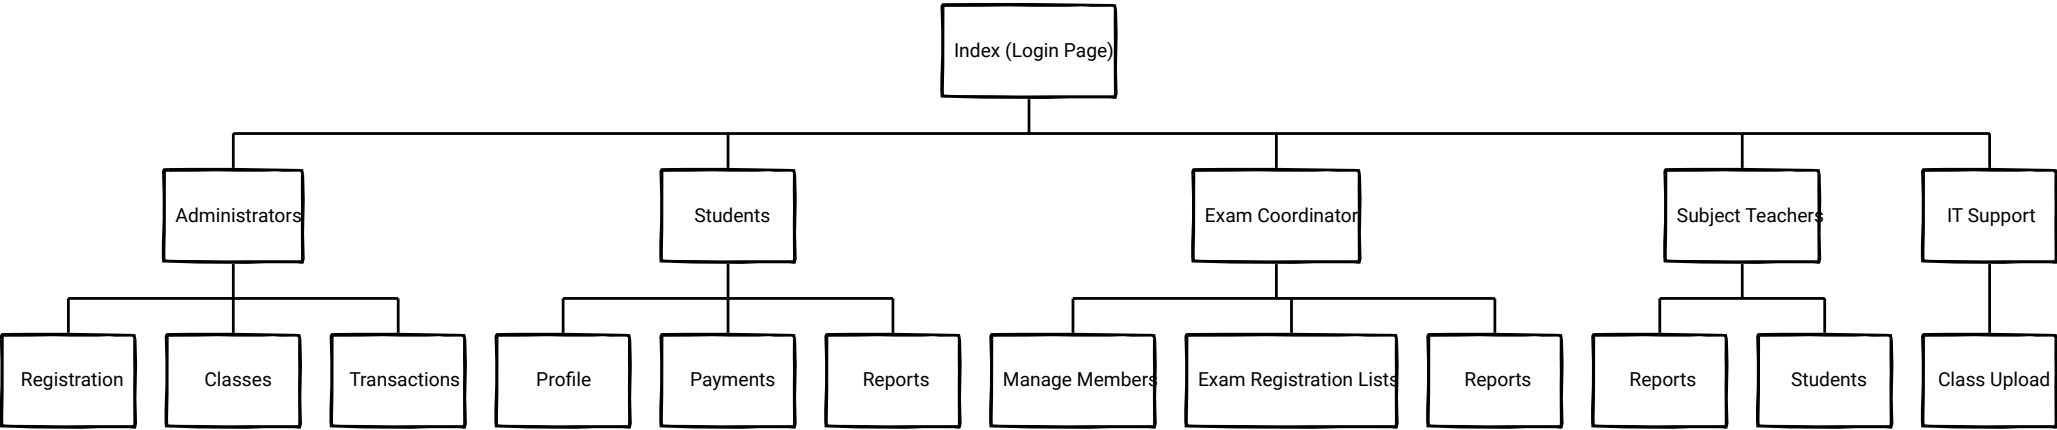 Index (Login Page)
Administrators
Students
Exam Coordinator
Subject Teachers
IT Support
Registration
Classes
Transactions
Profile
Payments
Reports
Manage Members
Exam Registration Lists
Reports
Reports
Students
Class Upload